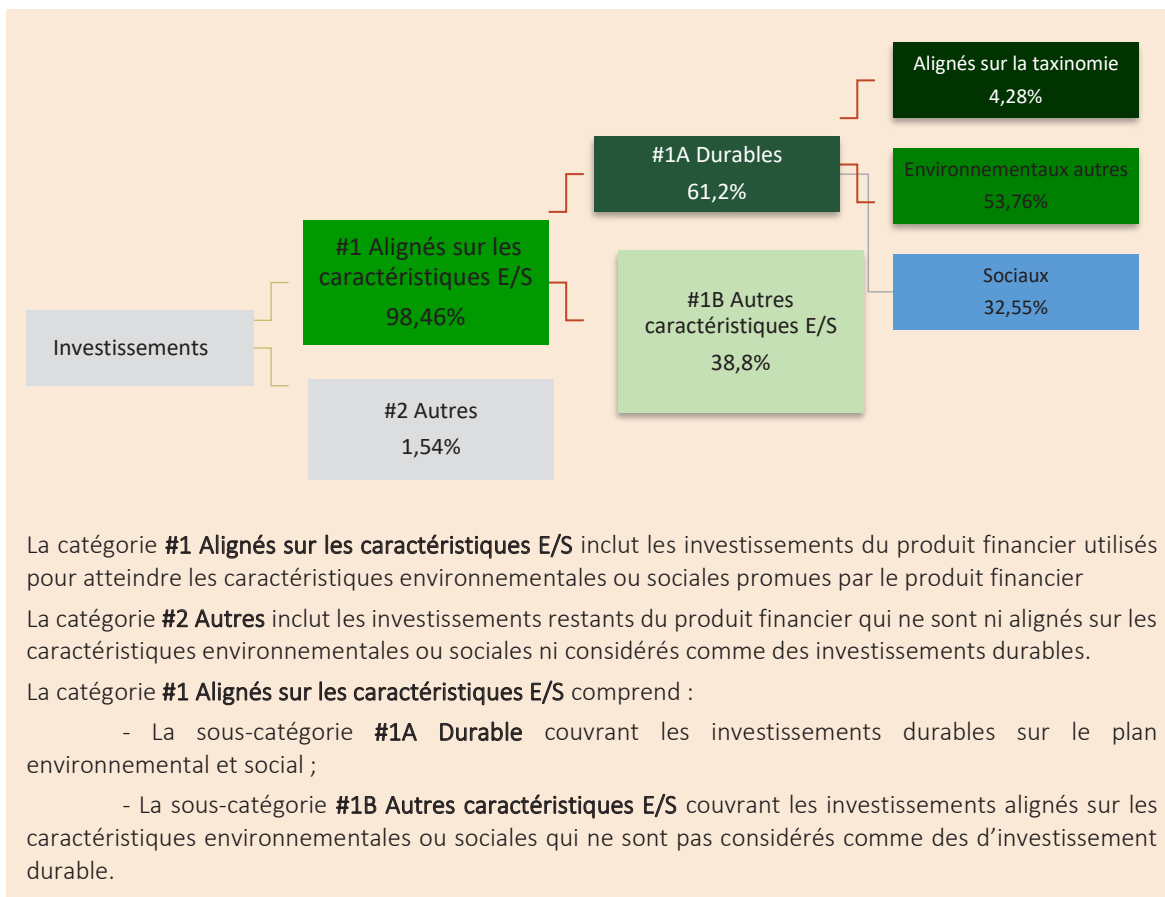 Alignés sur la taxinomie
4,28%
#1A Durables
61,2%
Environnementaux autres
53,76%
#1 Alignés sur les
caractéristiques E/S
98,46%
#1B Autres
caractéristiques E/S
38,8%
Sociaux
32,55%
Investissements
#2 Autres
1,54%
La catégorie #1 Alignés sur les caractéristiques E/S inclut les investissements du produit financier utilisés
pour atteindre les caractéristiques environnementales ou sociales promues par le produit financier
La catégorie #2 Autres inclut les investissements restants du produit financier qui ne sont ni alignés sur les
caractéristiques environnementales ou sociales ni considérés comme des investissements durables.
La catégorie #1 Alignés sur les caractéristiques E/S comprend :
- La sous-catégorie #1A Durable couvrant les investissements durables sur le plan
environnemental et social ;
- La sous-catégorie #1B Autres caractéristiques E/S couvrant les investissements alignés sur les
caractéristiques environnementales ou sociales qui ne sont pas considérés comme des d’investissement
durable.